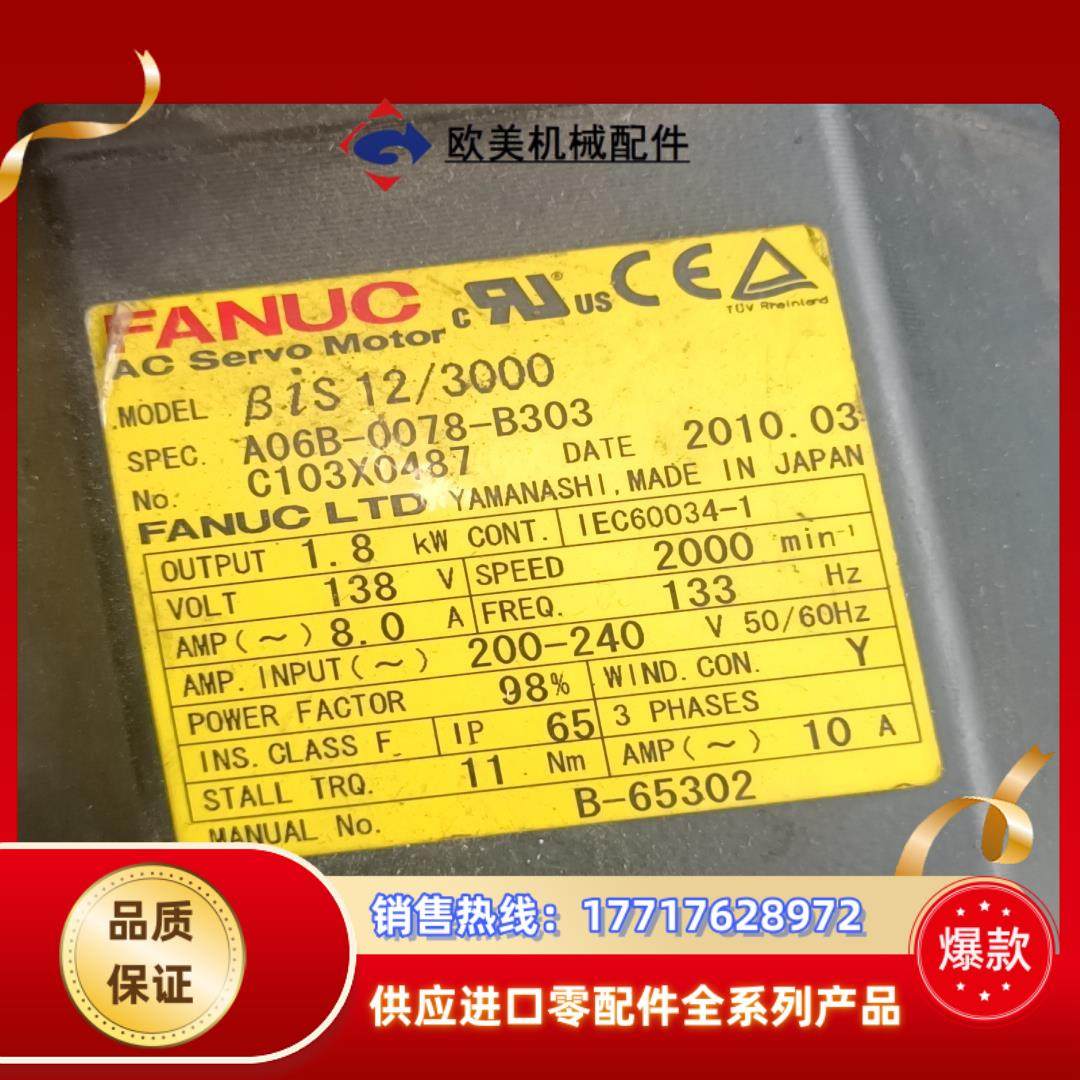 欧美机械配件
FANUC
C US CE
TÜV Rheinland
AC Servo Motor
MODEL βiS 12/3000
SPEC. A06B-0078-B303
No. C103X0487 DATE 2010.03
FANUC LTD YAMANASHI, MADE IN JAPAN
OUTPUT 1.8 kW CONT. IEC60034-1
VOLT 138 V SPEED 2000 min⁻¹
AMP(~) 8.0 A FREQ. 133 Hz
AMP. INPUT(~) 200-240 V 50/60Hz
POWER FACTOR 98% WIND. CON. Y
INS. CLASS F IP 65 3 PHASES
STALL TRQ. 11 Nm AMP(~) 10 A
MANUAL No. B-65302
品质
保证
销售热线：17717628972
供应进口零配件全系列产品
爆款